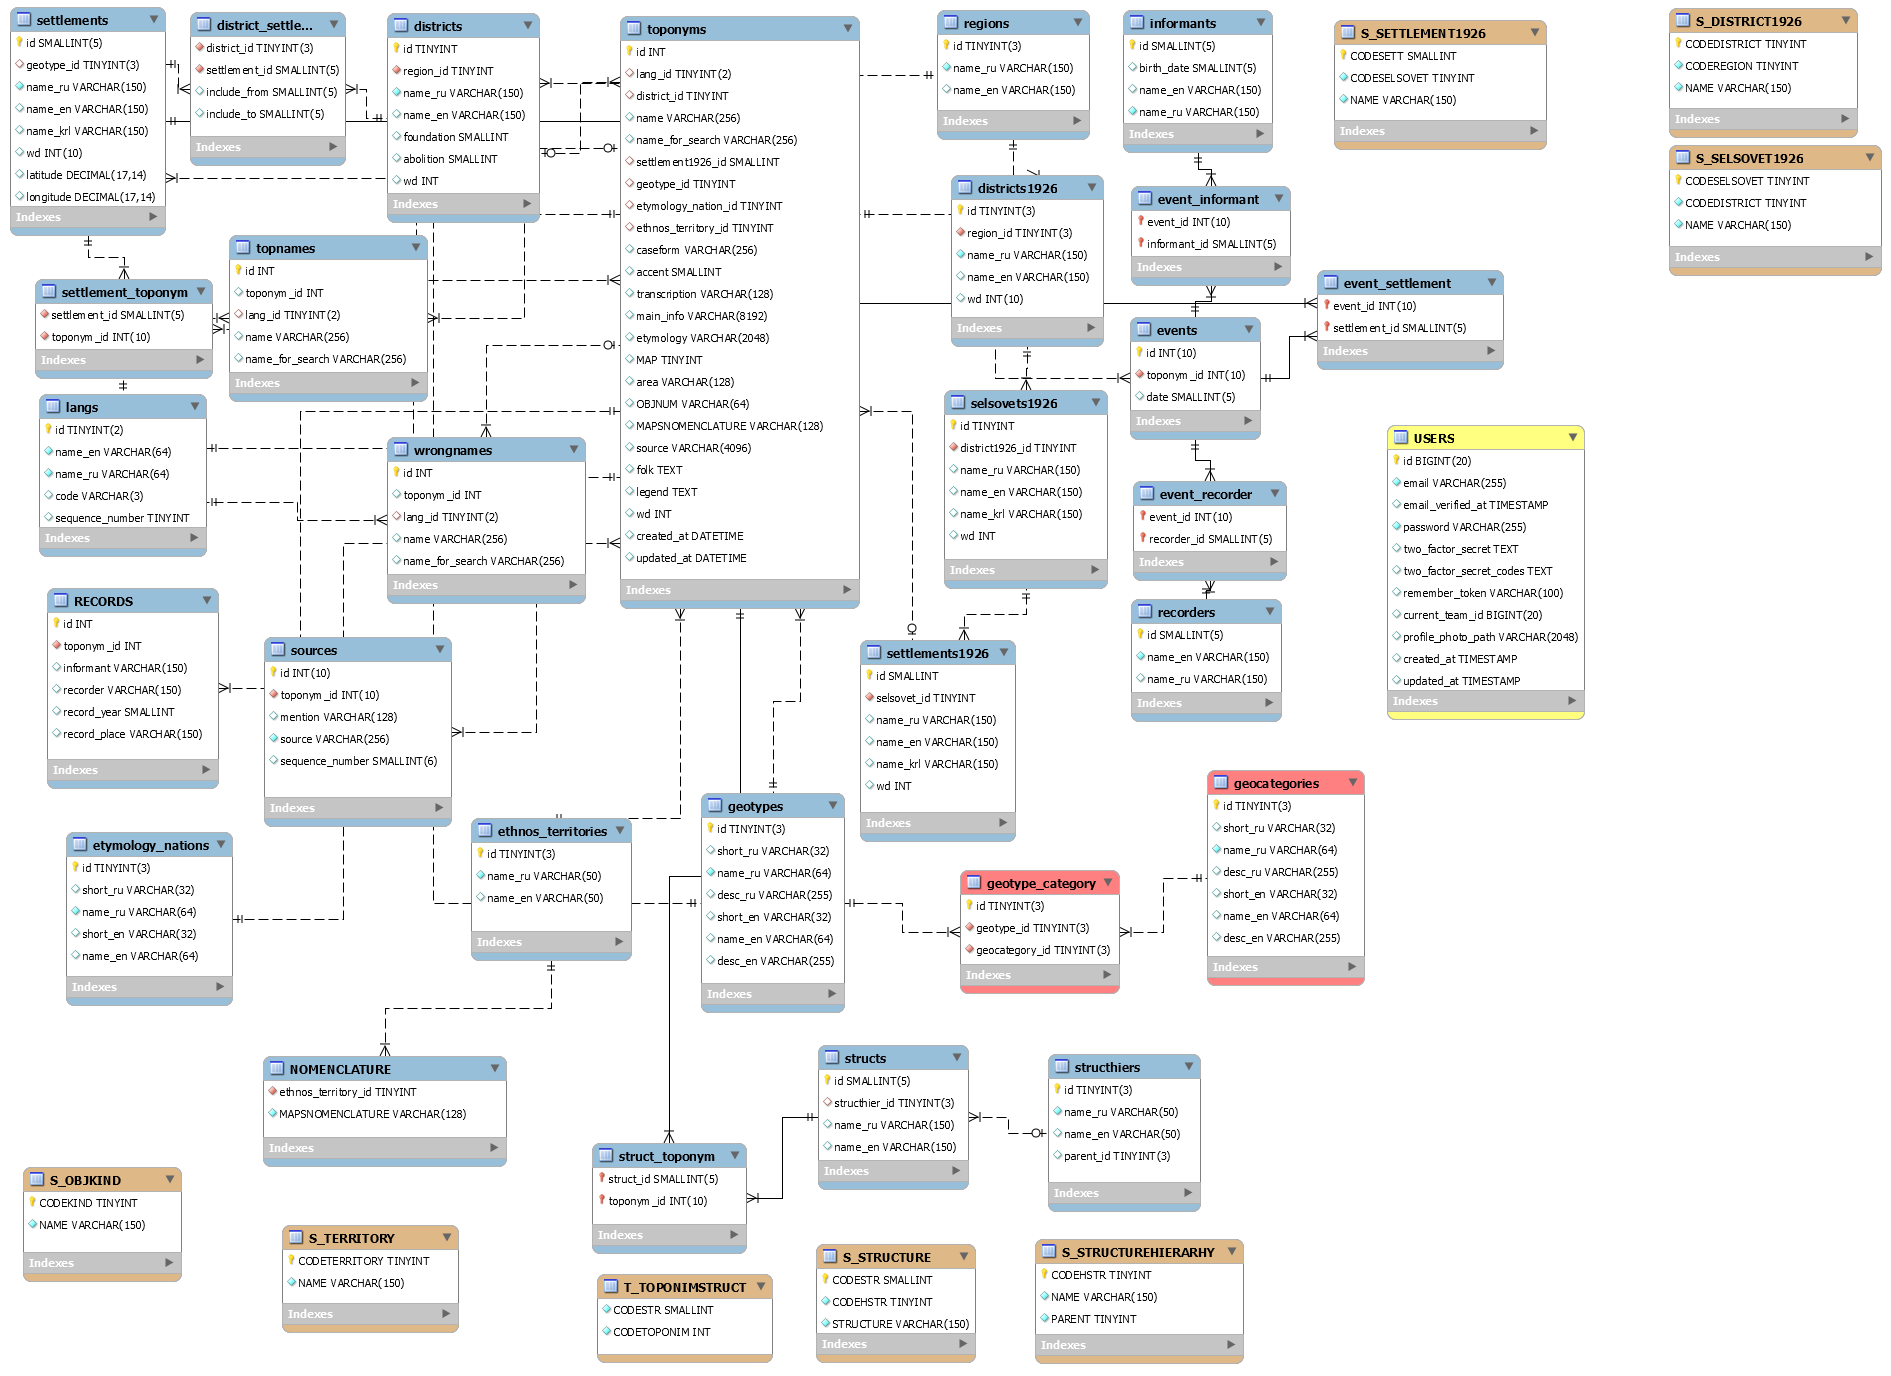 settlements
id SMALLINT(5)
geotype_id TINYINT(3)
name_ru VARCHAR(150)
name_en VARCHAR(150)
name_krl VARCHAR(150)
wd INT(10)
latitude DECIMAL(17,14)
longitude DECIMAL(17,14)
Indexes
district_settle...
district_id TINYINT(3)
settlement_id SMALLINT(5)
include_from SMALLINT(5)
include_to SMALLINT(5)
Indexes
districts
id TINYINT
region_id TINYINT
name_ru VARCHAR(150)
name_en VARCHAR(150)
foundation SMALLINT
abolition SMALLINT
wd INT
Indexes
toponyms
id INT
lang_id TINYINT(2)
district_id TINYINT
name VARCHAR(256)
name_for_search VARCHAR(256)
settlement1926_id SMALLINT
geotype_id TINYINT
etymology_nation_id TINYINT
ethnos_territory_id TINYINT
caseform VARCHAR(256)
accent SMALLINT
transcription VARCHAR(128)
main_info VARCHAR(8192)
etymology VARCHAR(2048)
MAP TINYINT
area VARCHAR(128)
OBJNUM VARCHAR(64)
MAPSNOMENCLATURE VARCHAR(128)
source VARCHAR(4096)
folk TEXT
legend TEXT
wd INT
created_at DATETIME
updated_at DATETIME
Indexes
regions
id TINYINT(3)
name_ru VARCHAR(150)
name_en VARCHAR(150)
Indexes
informants
id SMALLINT(5)
birth_date SMALLINT(5)
name_en VARCHAR(150)
name_ru VARCHAR(150)
Indexes
S_SETTLEMENT1926
CODESETT SMALLINT
CODESELSOVET TINYINT
NAME VARCHAR(150)
Indexes
S_DISTRICT1926
CODEDISTRICT TINYINT
CODEREGION TINYINT
NAME VARCHAR(150)
Indexes
S_SELSOVET1926
CODESELSOVET TINYINT
CODEDISTRICT TINYINT
NAME VARCHAR(150)
Indexes
districts1926
id TINYINT(3)
region_id TINYINT(3)
name_ru VARCHAR(150)
name_en VARCHAR(150)
wd INT(10)
Indexes
event_informant
event_id INT(10)
informant_id SMALLINT(5)
Indexes
topnames
id INT
toponym_id INT
lang_id TINYINT(2)
name VARCHAR(256)
name_for_search VARCHAR(256)
Indexes
settlement_toponym
settlement_id SMALLINT(5)
toponym_id INT(10)
Indexes
event_settlement
event_id INT(10)
settlement_id SMALLINT(5)
Indexes
events
id INT(10)
toponym_id INT(10)
date SMALLINT(5)
Indexes
langs
id TINYINT(2)
name_en VARCHAR(64)
name_ru VARCHAR(64)
code VARCHAR(3)
sequence_number TINYINT
Indexes
wrongnames
id INT
toponym_id INT
lang_id TINYINT(2)
name VARCHAR(256)
name_for_search VARCHAR(256)
Indexes
selsovets1926
id TINYINT
district1926_id TINYINT
name_ru VARCHAR(150)
name_en VARCHAR(150)
name_krl VARCHAR(150)
wd INT
Indexes
USERS
id BIGINT(20)
email VARCHAR(255)
email_verified_at TIMESTAMP
password VARCHAR(255)
two_factor_secret TEXT
two_factor_secret_codes TEXT
remember_token VARCHAR(100)
current_team_id BIGINT(20)
profile_photo_path VARCHAR(2048)
created_at TIMESTAMP
updated_at TIMESTAMP
Indexes
event_recorder
event_id INT(10)
recorder_id SMALLINT(5)
Indexes
recorders
id SMALLINT(5)
name_en VARCHAR(150)
name_ru VARCHAR(150)
Indexes
RECORDS
id INT
toponym_id INT
informant VARCHAR(150)
recorder VARCHAR(150)
record_year SMALLINT
record_place VARCHAR(150)
Indexes
sources
id INT(10)
toponym_id INT(10)
mention VARCHAR(128)
source VARCHAR(256)
sequence_number SMALLINT(6)
Indexes
settlements1926
id SMALLINT
selsovet_id TINYINT
name_ru VARCHAR(150)
name_en VARCHAR(150)
name_krl VARCHAR(150)
wd INT
Indexes
etymology_nations
id TINYINT(3)
short_ru VARCHAR(32)
name_ru VARCHAR(64)
short_en VARCHAR(32)
name_en VARCHAR(64)
Indexes
ethnos_territories
id TINYINT(3)
name_ru VARCHAR(50)
name_en VARCHAR(50)
Indexes
geotypes
id TINYINT(3)
short_ru VARCHAR(32)
name_ru VARCHAR(64)
desc_ru VARCHAR(255)
short_en VARCHAR(32)
name_en VARCHAR(64)
desc_en VARCHAR(255)
Indexes
geotype_category
id TINYINT(3)
geotype_id TINYINT(3)
geocategory_id TINYINT(3)
Indexes
geocategories
id TINYINT(3)
short_ru VARCHAR(32)
name_ru VARCHAR(64)
desc_ru VARCHAR(255)
short_en VARCHAR(32)
name_en VARCHAR(64)
desc_en VARCHAR(255)
Indexes
NOMENCLATURE
ethnos_territory_id TINYINT
MAPSNOMENCLATURE VARCHAR(128)
Indexes
structs
id SMALLINT(5)
structhier_id TINYINT(3)
name_ru VARCHAR(150)
name_en VARCHAR(150)
Indexes
structhiers
id TINYINT(3)
name_ru VARCHAR(50)
name_en VARCHAR(50)
parent_id TINYINT(3)
Indexes
struct_toponym
struct_id SMALLINT(5)
toponym_id INT(10)
Indexes
S_OBJKIND
CODEKIND TINYINT
NAME VARCHAR(150)
Indexes
S_TERRITORY
CODETERRITORY TINYINT
NAME VARCHAR(150)
Indexes
T_TOPONIMSTRUCT
CODESTR SMALLINT
CODETOPONIM INT
S_STRUCTURE
CODESTR SMALLINT
CODEHSTR TINYINT
STRUCTURE VARCHAR(150)
Indexes
S_STRUCTUREHIERARHY
CODEHSTR TINYINT
NAME VARCHAR(150)
PARENT TINYINT
Indexes